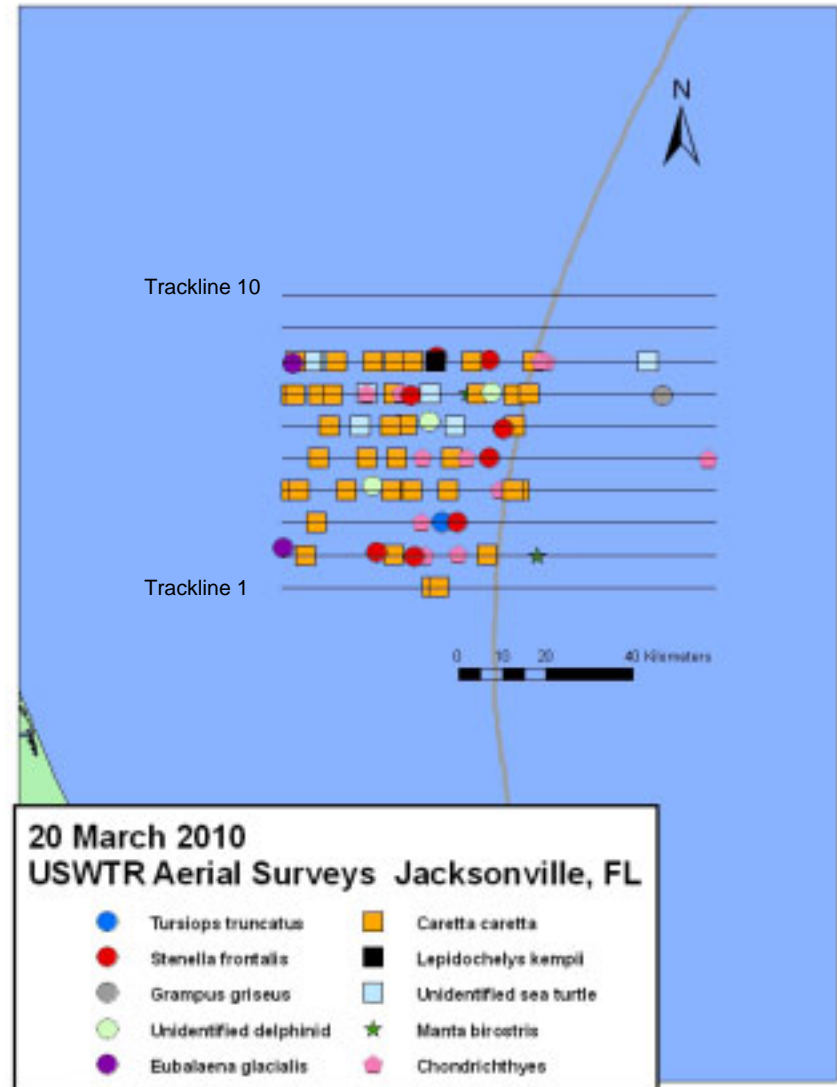 N
Trackline 10
Trackline 1
0 10 20 40 Kilometers
20 March 2010
USWTR Aerial Surveys Jacksonville, FL
Tursiops truncatus
Caretta caretta
Stenella frontalis
Lepidochelys kempii
Grampus griseus
Unidentified sea turtle
Unidentified delphinid
Manta birostris
Eubalaena glacialis
Chondrichthyes